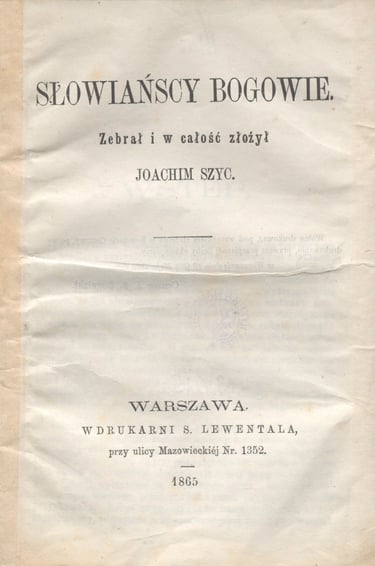 SŁOWIAŃSCY BOGOWIE.
Zebrał i w całość złożył
JOACHIM SZYC.
WARSZAWA.
W DRUKARNI S. LEWENTALA,
przy ulicy Mazowieckiéj Nr. 1352.
1865